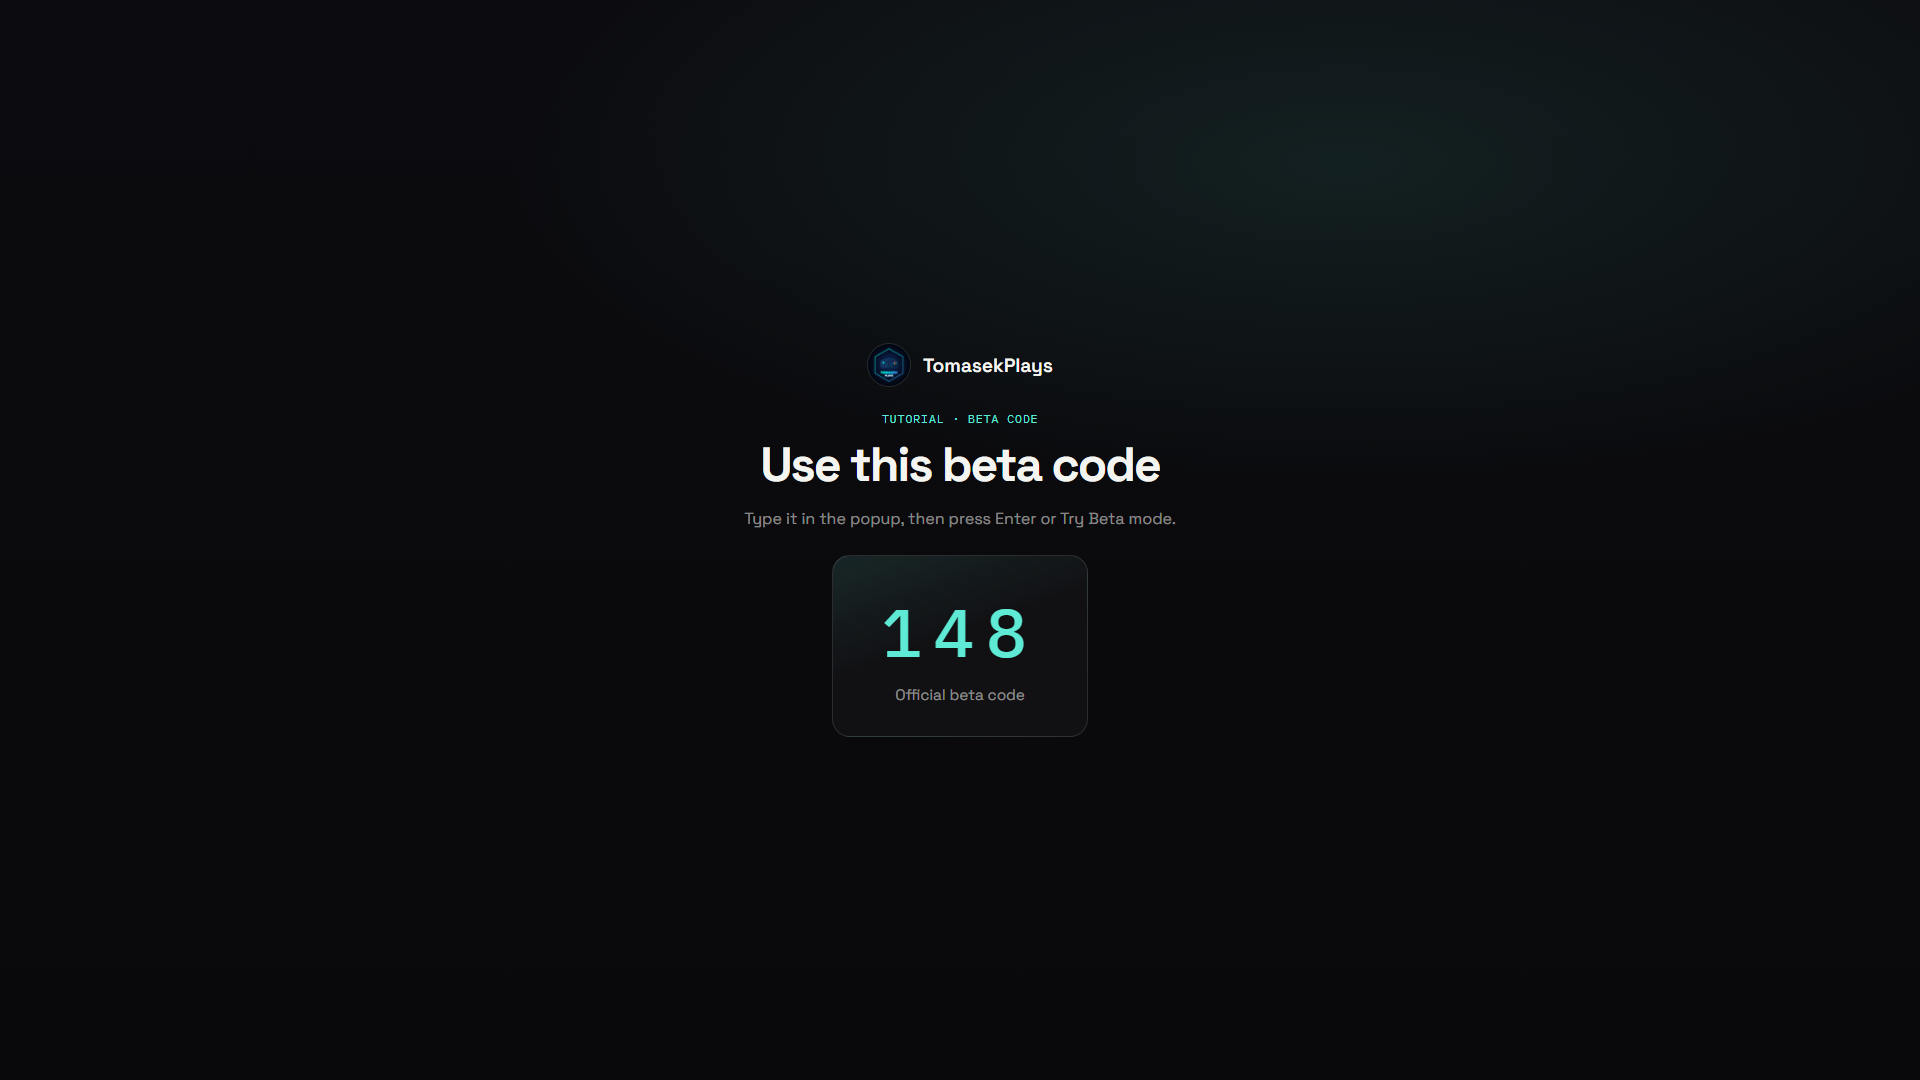 TomasekPlays
TUTORIAL · BETA CODE
Use this beta code
Type it in the popup, then press Enter or Try Beta mode.
148
Official beta code